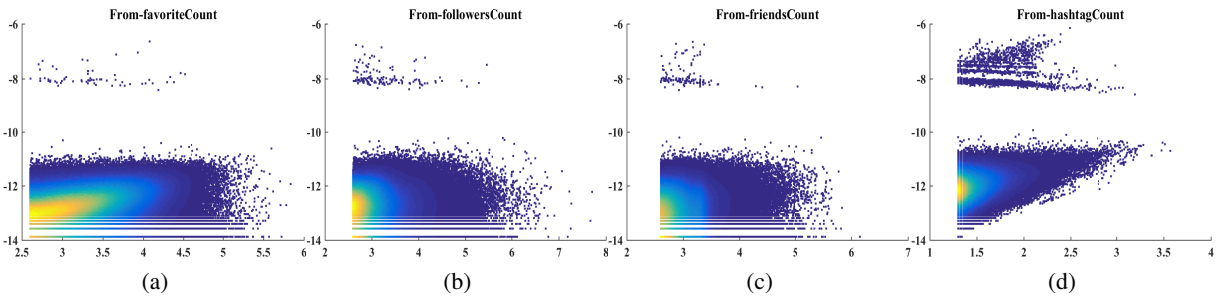 From-favoriteCount
-6
-8
-10
-12
-14
2.5 3 3.5 4 4.5 5 5.5 6
(a)
From-followersCount
-6
-8
-10
-12
-14
2 3 4 5 6 7 8
(b)
From-friendsCount
-6
-8
-10
-12
-14
2 3 4 5 6 7
(c)
From-hashtagCount
-6
-8
-10
-12
-14
1 1.5 2 2.5 3 3.5 4
(d)